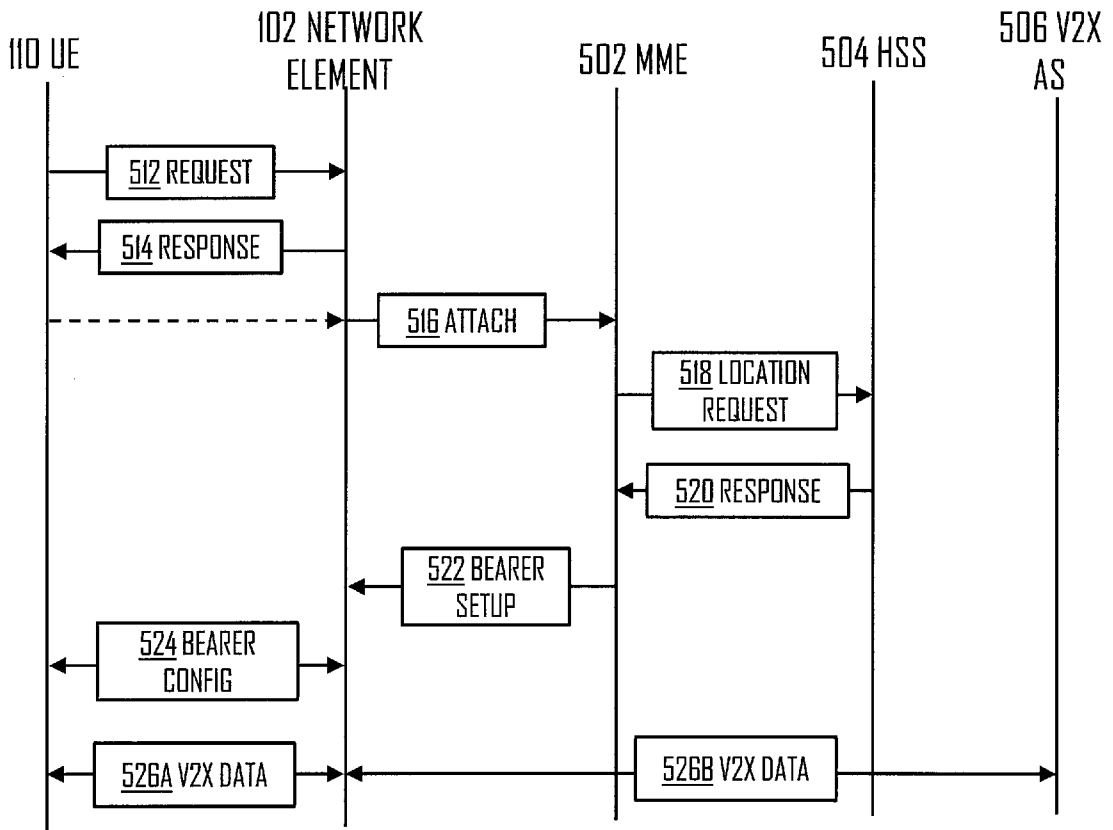 110 UE
102 NETWORK
ELEMENT
502 MME
504 HSS
506 V2X
AS
512 REQUEST
514 RESPONSE
516 ATTACH
518 LOCATION
REQUEST
520 RESPONSE
522 BEARER
SETUP
524 BEARER
CONFIG
526A V2X DATA
526B V2X DATA